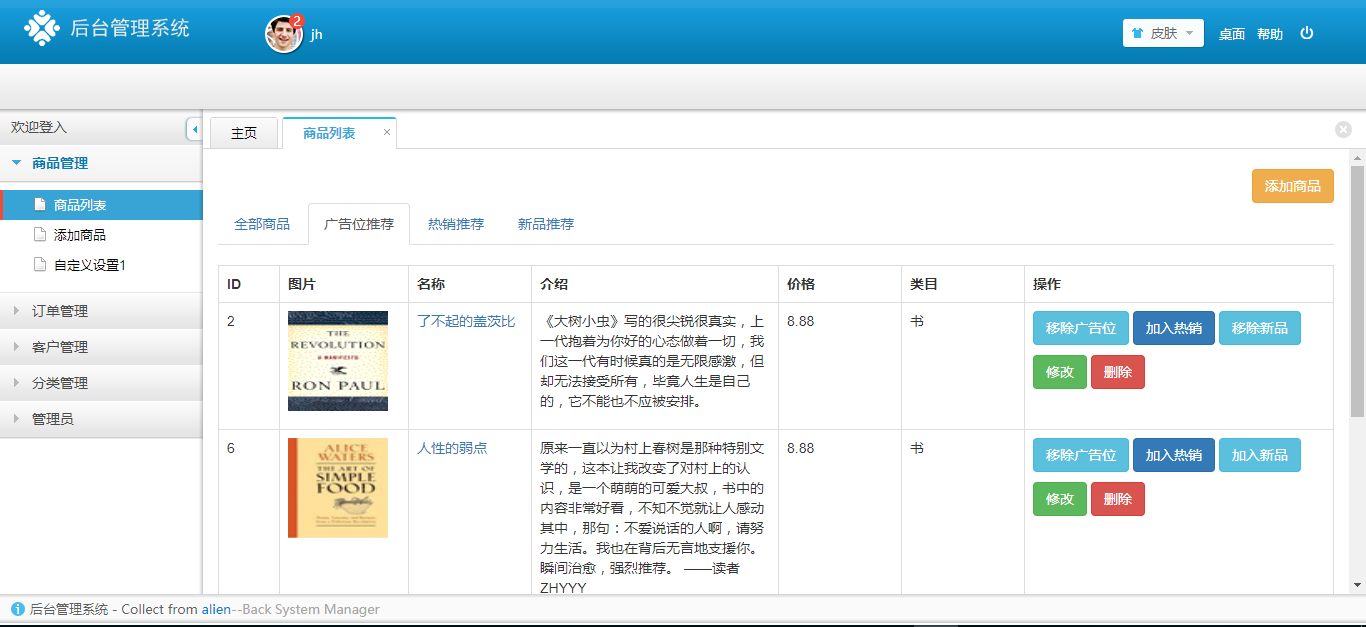 后台管理系统
2
jh
皮肤
桌面 帮助
欢迎登入
商品管理
商品列表
添加商品
自定义设置1
订单管理
客户管理
分类管理
管理员
主页 商品列表 ×
添加商品
全部商品 广告位推荐 热销推荐 新品推荐
ID 图片 名称 介绍 价格 类目 操作
2
THE
REVOLUTION
A MANIFESTO
RON PAUL
了不起的盖茨比
《大树小虫》写的很尖锐很真实，上
一代抱着为你好的心态做着一切，我
们这一代有时候真的是无限感激，但
却无法接受所有，毕竟人生是自己
的，它不能也不应被安排。
8.88
书
移除广告位 加入热销 移除新品
修改 删除
6
ALICE
WATERS
THE ART OF
SIMPLE
FOOD
人性的弱点
原来一直以为村上春树是那种特别文
学的，这本让我改变了对村上的认
识，是一个萌萌的可爱大叔，书中的
内容非常好看，不知不觉就让人感动
其中，那句：不爱说话的人啊，请努
力生活。我也在背后无言地支援你。
瞬间治愈，强烈推荐。 ——读者
ZHYYY
8.88
书
移除广告位 加入热销 加入新品
修改 删除
后台管理系统 - Collect from alien--Back System Manager